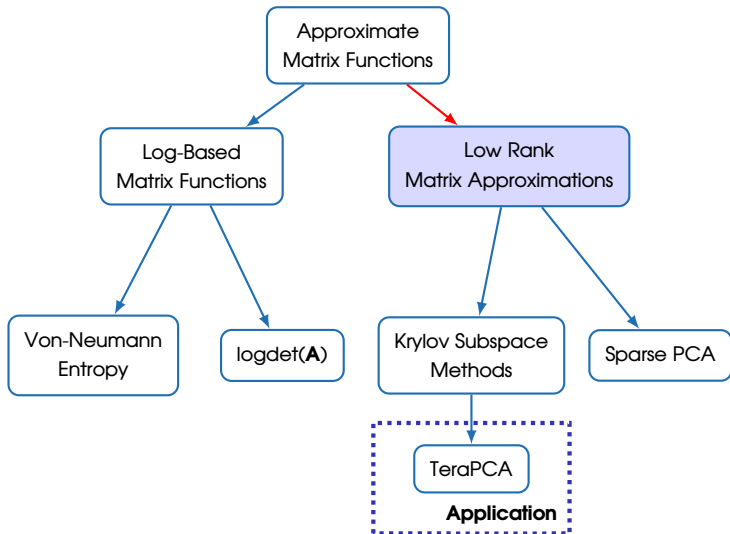 Approximate
Matrix Functions
Log-Based
Matrix Functions
Low Rank
Matrix Approximations
Von-Neumann
Entropy
logdet(A)
Krylov Subspace
Methods
Sparse PCA
TeraPCA
Application